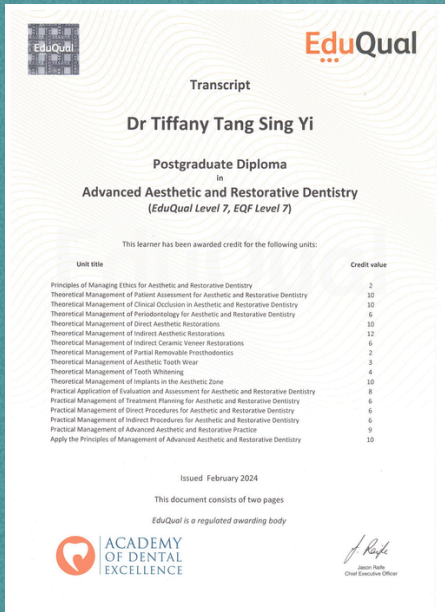 EduQual
EduQual
Transcript
Dr Tiffany Tang Sing Yi
Postgraduate Diploma
in
Advanced Aesthetic and Restorative Dentistry
(EduQual Level 7, EQF Level 7)
This learner has been awarded credit for the following units:
Unit title Credit value
Principles of Managing Ethics for Aesthetic and Restorative Dentistry 2
Theoretical Management of Patient Assessment for Aesthetic and Restorative Dentistry 10
Theoretical Management of Clinical Occlusion in Aesthetic and Restorative Dentistry 10
Theoretical Management of Periodontology for Aesthetic and Restorative Dentistry 6
Theoretical Management of Direct Aesthetic Restorations 10
Theoretical Management of Indirect Aesthetic Restorations 12
Theoretical Management of Indirect Ceramic Veneer Restorations 6
Theoretical Management of Partial Removable Prosthodontics 2
Theoretical Management of Aesthetic Tooth Wear 3
Theoretical Management of Tooth Whitening 4
Theoretical Management of Implants in the Aesthetic Zone 10
Practical Application of Evaluation and Assessment for Aesthetic and Restorative Dentistry 8
Practical Management of Treatment Planning for Aesthetic and Restorative Dentistry 6
Practical Management of Direct Procedures for Aesthetic and Restorative Dentistry 6
Practical Management of Indirect Procedures for Aesthetic and Restorative Dentistry 6
Practical Management of Advanced Aesthetic and Restorative Practice 9
Apply the Principles of Management of Advanced Aesthetic and Restorative Dentistry 10
Issued February 2024
This document consists of two pages
EduQual is a regulated awarding body
ACADEMY
OF DENTAL
EXCELLENCE
J. Raife
Jason Raife
Chief Executive Officer